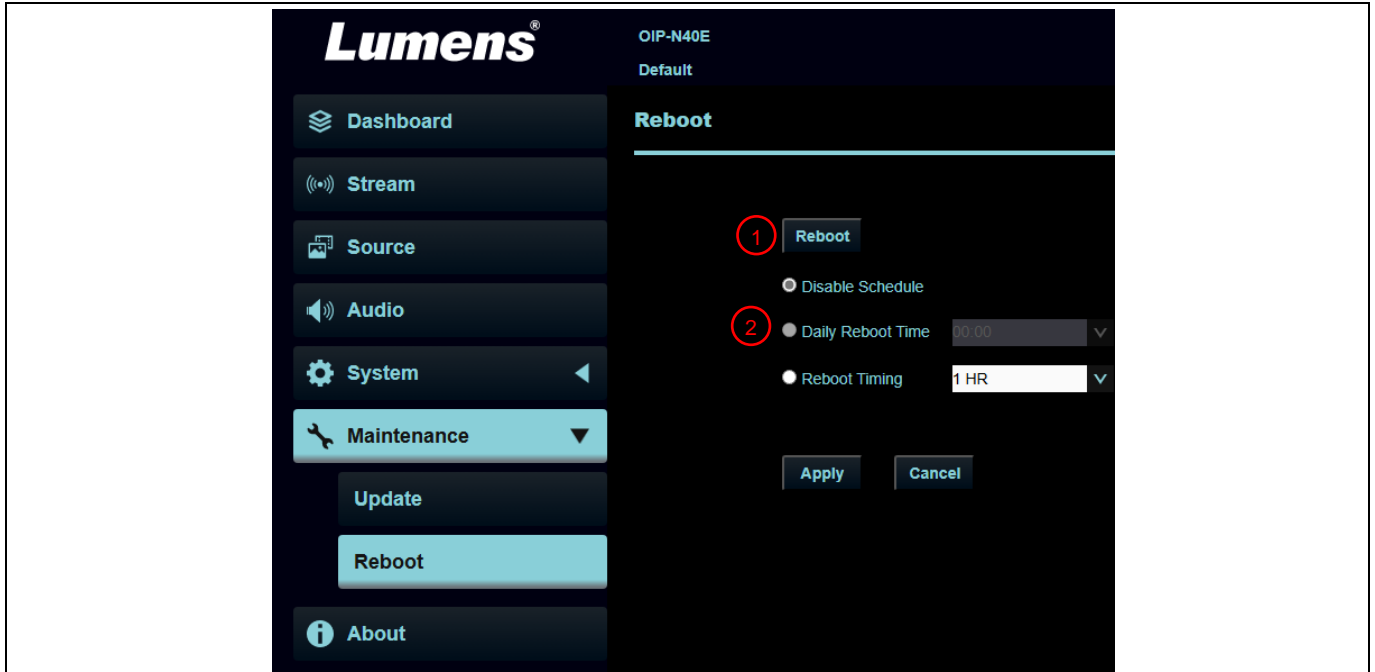 Lumens®
OIP-N40E
Default
Dashboard
Stream
Source
Audio
System
Maintenance
Update
Reboot
About
Reboot
1 Reboot
Disable Schedule
2 Daily Reboot Time 00:00
Reboot Timing 1 HR
Apply Cancel